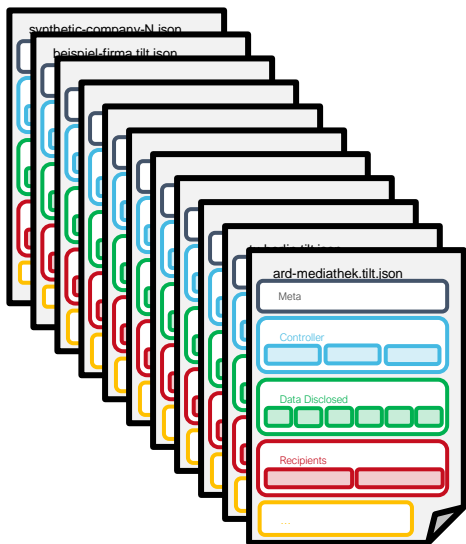 synthetic-company-N.json
beispiel-firma.tilt.json
ard-mediathek.tilt.json
Meta
Controller
Data Disclosed
Recipients
...